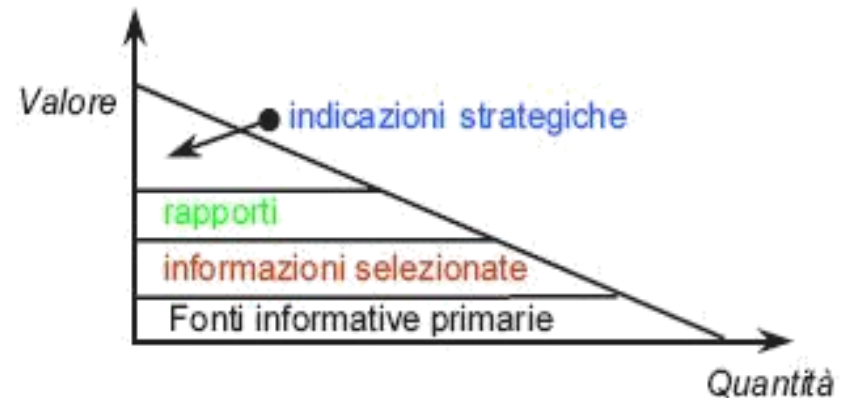 Valore
indicazioni strategiche
rapporti
informazioni selezionate
Fonti informative primarie
Quantità